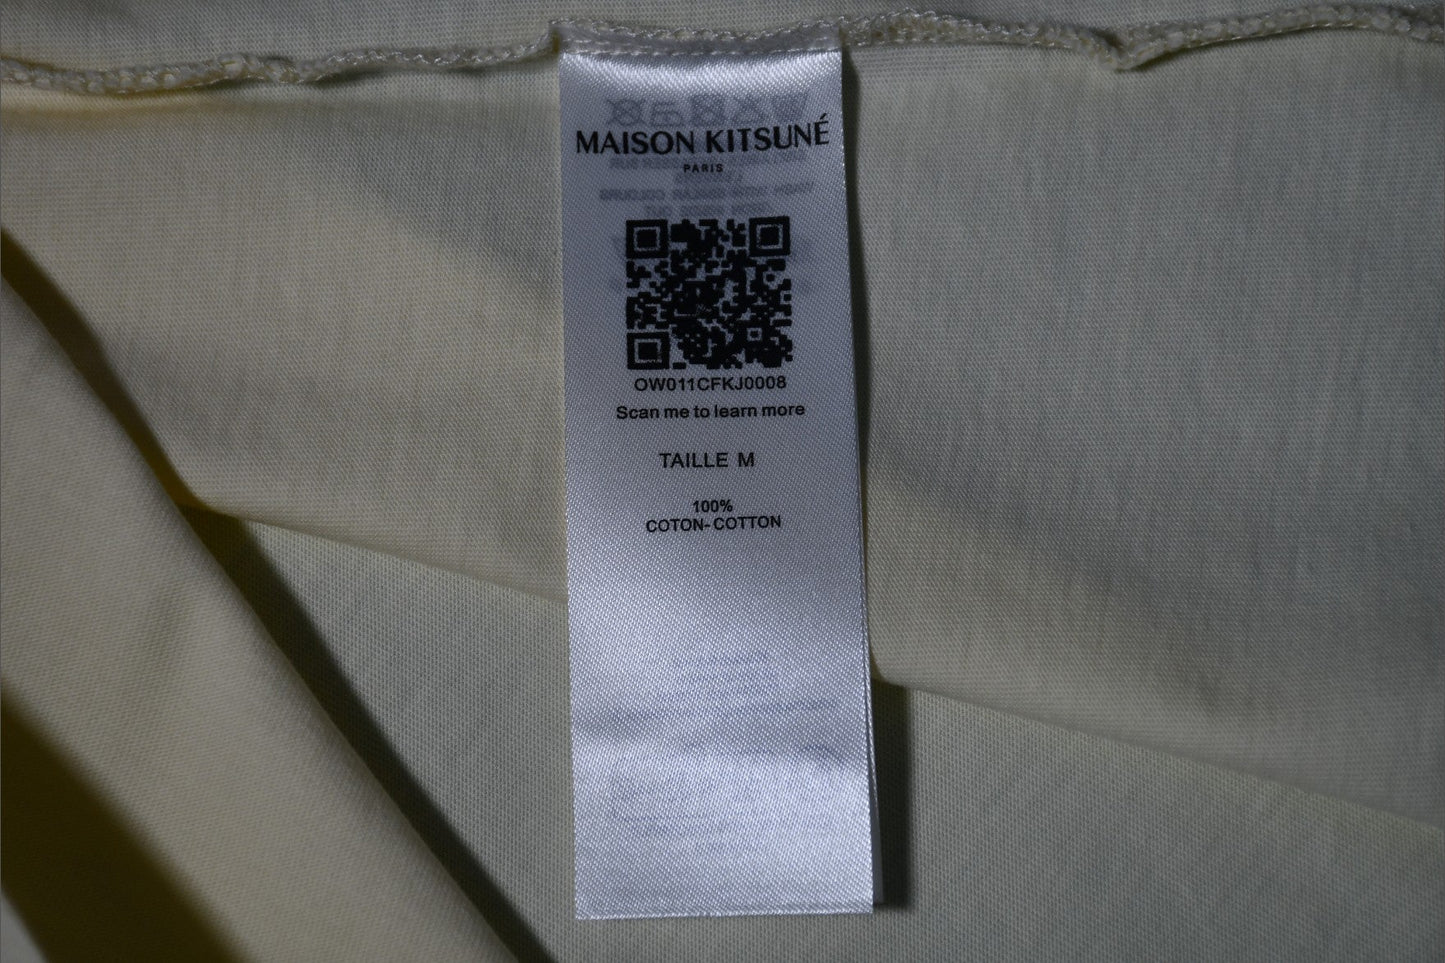 MAISON KITSUNÉ
PARIS
OW011CFKJ0008
Scan me to learn more
TAILLE M
100%
COTON- COTTON